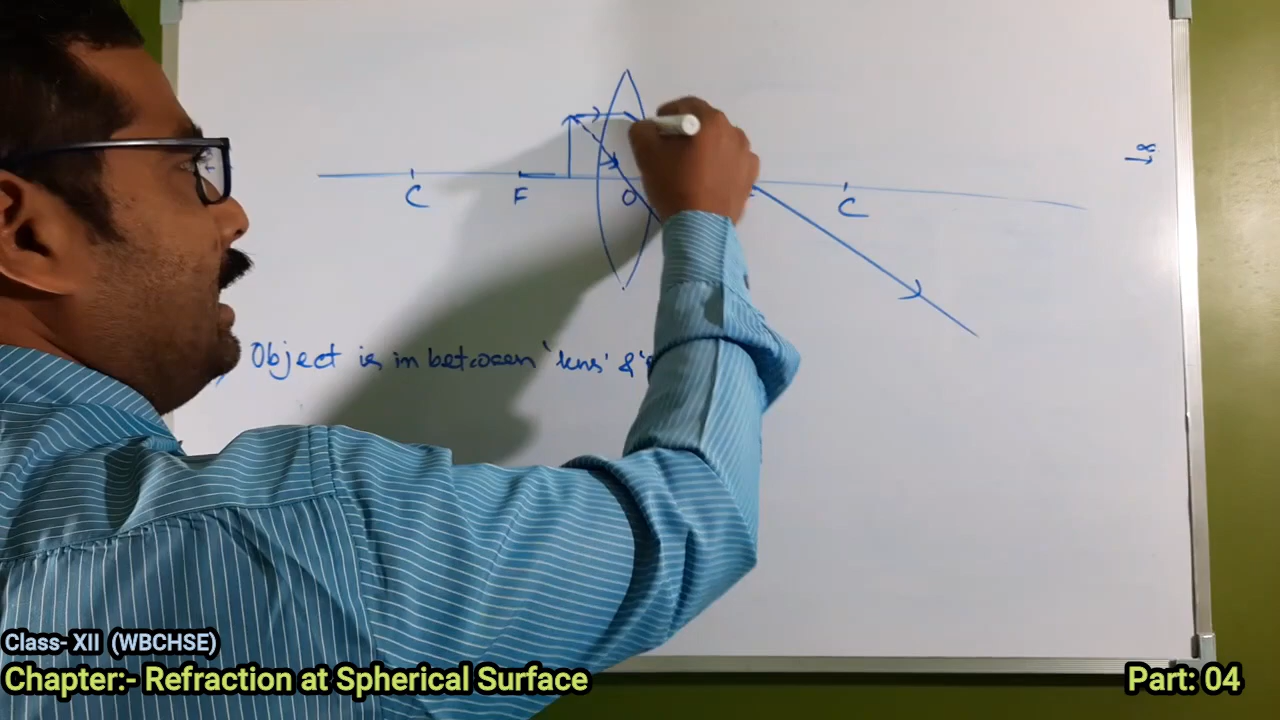 C F O C
Object is in between 'lens' & '
Class- XII (WBCHSE)
Chapter:- Refraction at Spherical Surface
Part: 04